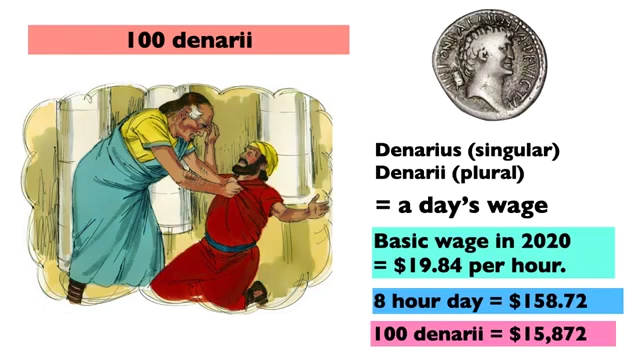 100 denarii
Denarius (singular)
Denarii (plural)
= a day's wage
Basic wage in 2020
= $19.84 per hour.
8 hour day = $158.72
100 denarii = $15,872